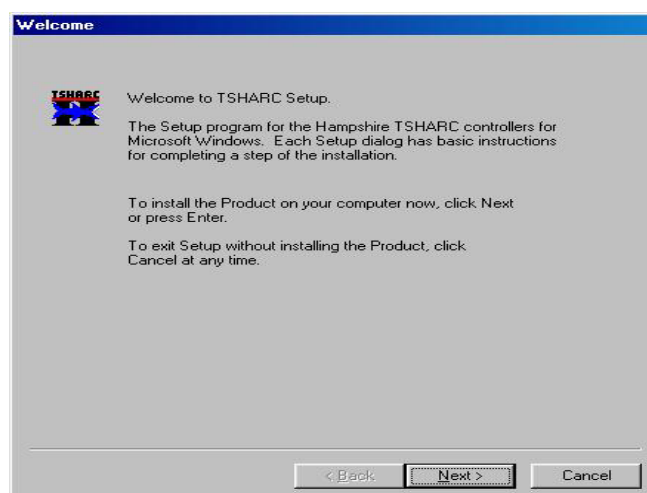 Welcome
TSHARC
Welcome to TSHARC Setup.
The Setup program for the Hampshire TSHARC controllers for
Microsoft Windows. Each Setup dialog has basic instructions
for completing a step of the installation.
To install the Product on your computer now, click Next
or press Enter.
To exit Setup without installing the Product, click
Cancel at any time.
< Back
Next >
Cancel